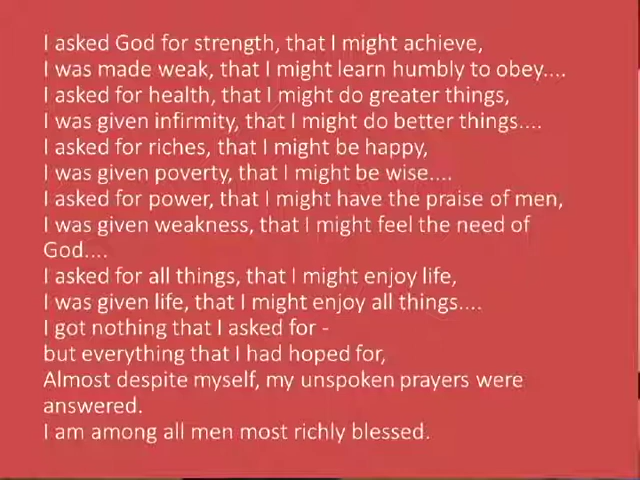 I asked God for strength, that I might achieve,
I was made weak, that I might learn humbly to obey....
I asked for health, that I might do greater things,
I was given infirmity, that I might do better things....
I asked for riches, that I might be happy,
I was given poverty, that I might be wise....
I asked for power, that I might have the praise of men,
I was given weakness, that I might feel the need of
God....
I asked for all things, that I might enjoy life,
I was given life, that I might enjoy all things....
I got nothing that I asked for -
but everything that I had hoped for,
Almost despite myself, my unspoken prayers were
answered.
I am among all men most richly blessed.